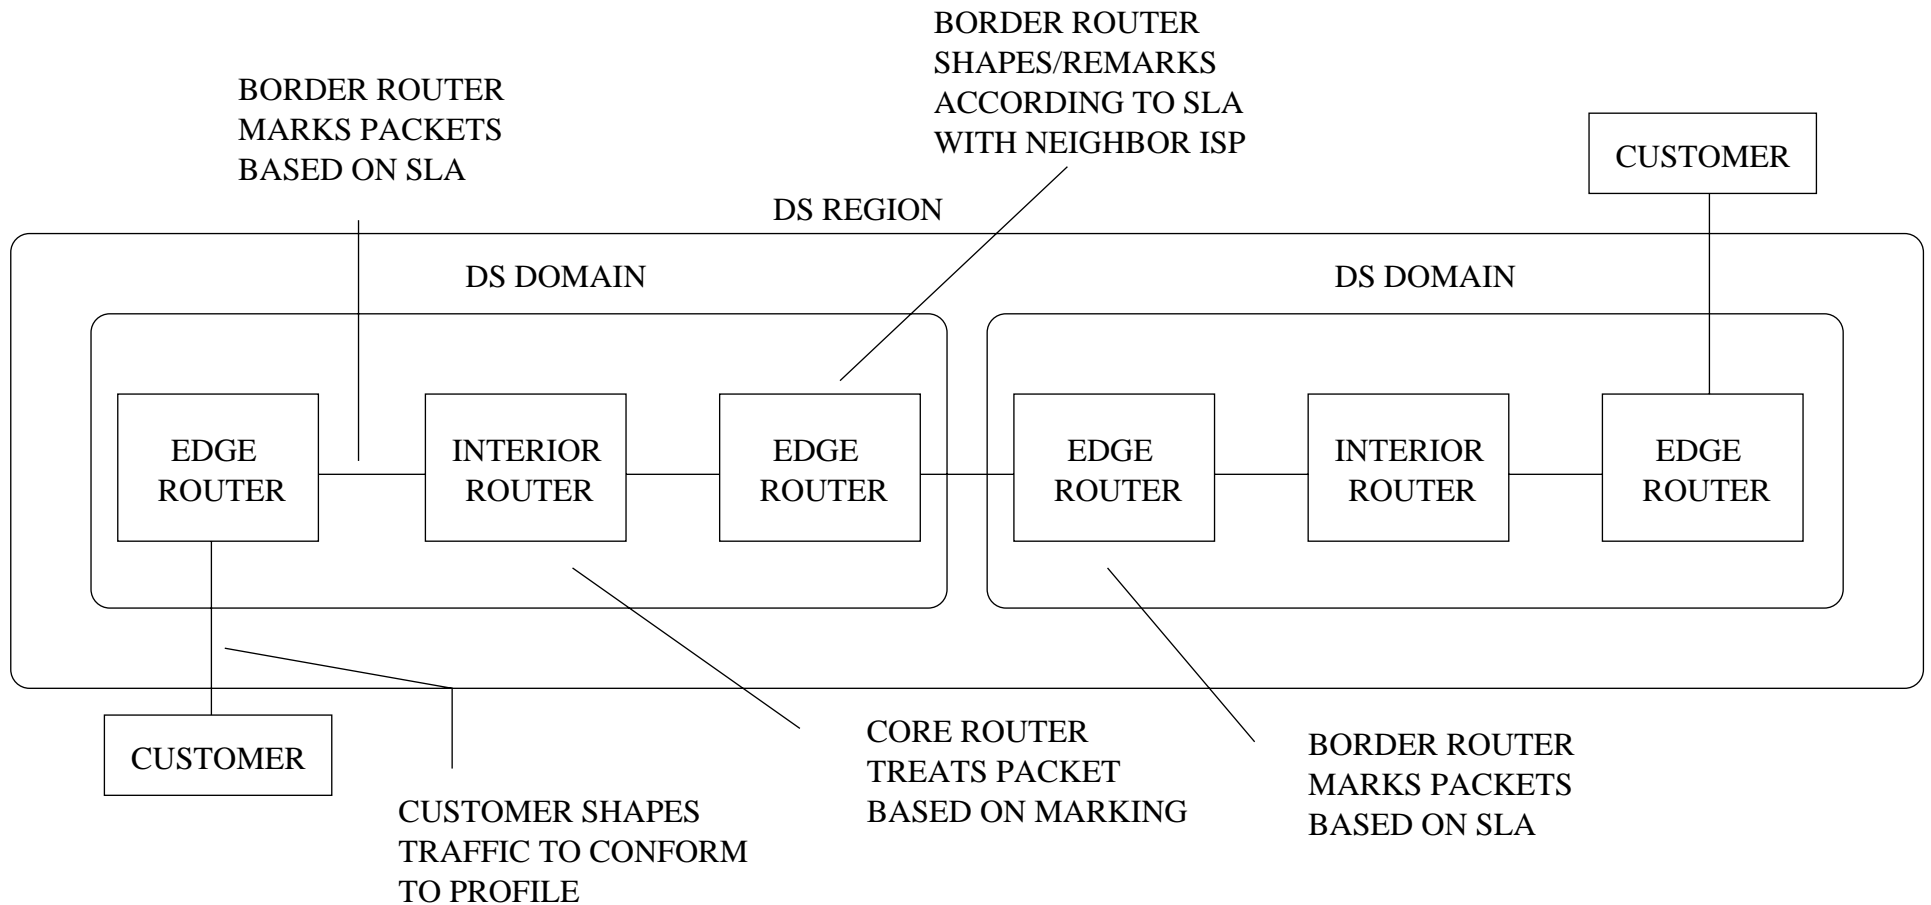 BORDER ROUTER
SHAPES/REMARKS
ACCORDING TO SLA
WITH NEIGHBOR ISP
BORDER ROUTER
MARKS PACKETS
BASED ON SLA
CUSTOMER
DS REGION
DS DOMAIN
DS DOMAIN
EDGE
ROUTER
INTERIOR
ROUTER
EDGE
ROUTER
EDGE
ROUTER
INTERIOR
ROUTER
EDGE
ROUTER
CUSTOMER
CUSTOMER SHAPES
TRAFFIC TO CONFORM
TO PROFILE
CORE ROUTER
TREATS PACKET
BASED ON MARKING
BORDER ROUTER
MARKS PACKETS
BASED ON SLA